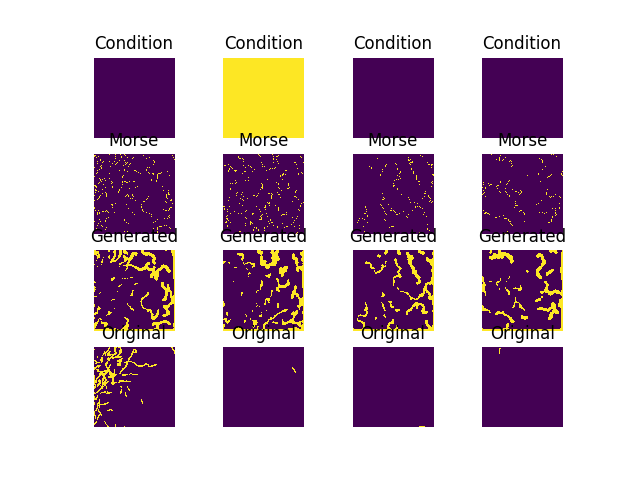 Condition Condition Condition Condition
Morse Morse Morse Morse
Generated Generated Generated Generated
Original Original Original Original